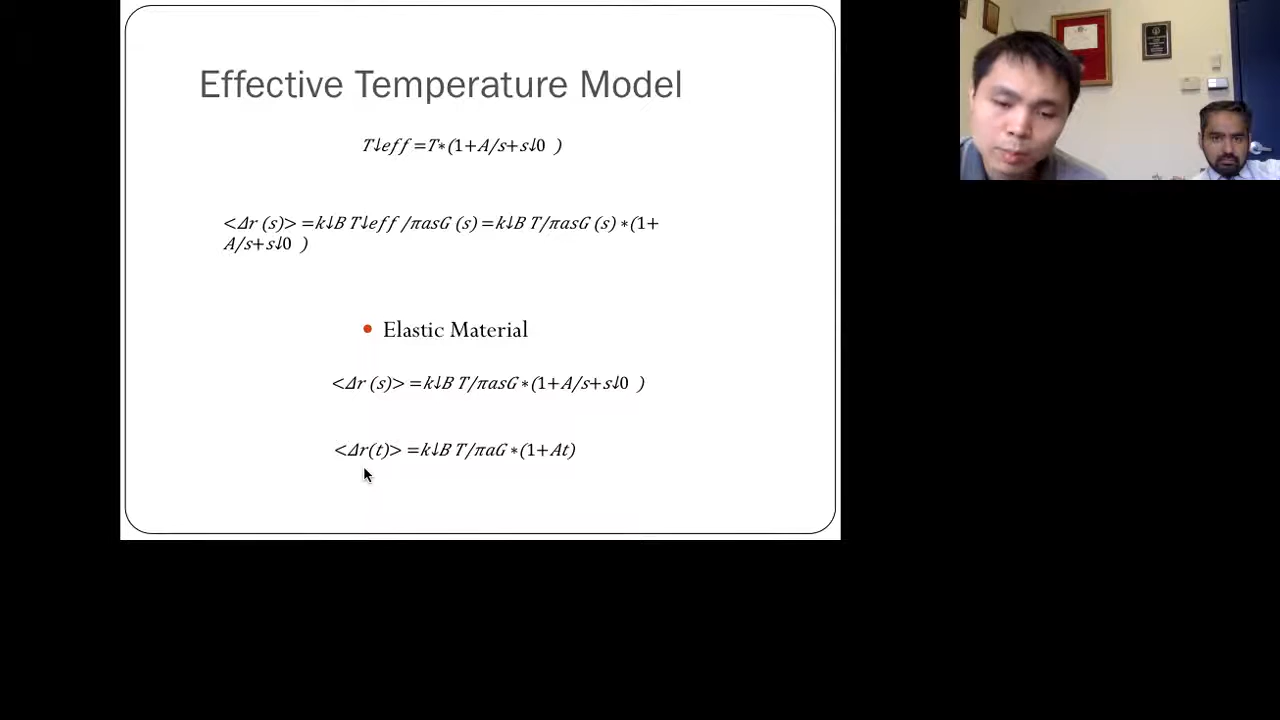 Effective Temperature Model
T↓eff =T∗(1+A/s+s↓0 )
<Δr (s)> =k↓B T↓eff /πasG (s) =k↓B T/πasG (s) ∗(1+
A/s+s↓0 )
• Elastic Material
<Δr (s)> =k↓B T/πasG ∗(1+A/s+s↓0 )
<Δr(t)> =k↓B T/πaG ∗(1+At)